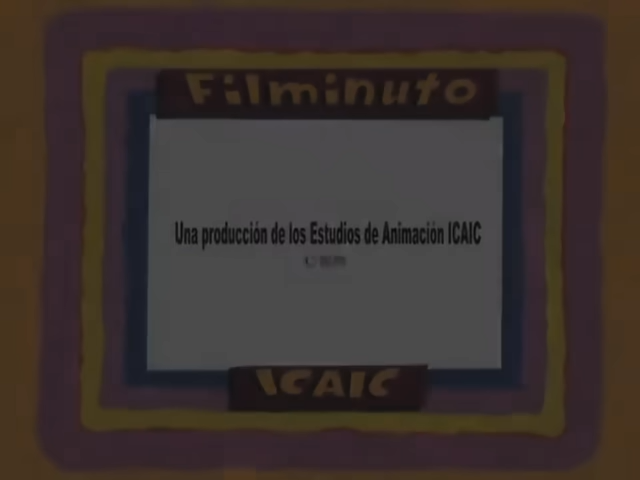 Filminuto
Una producción de los Estudios de Animación ICAIC
ICAIC